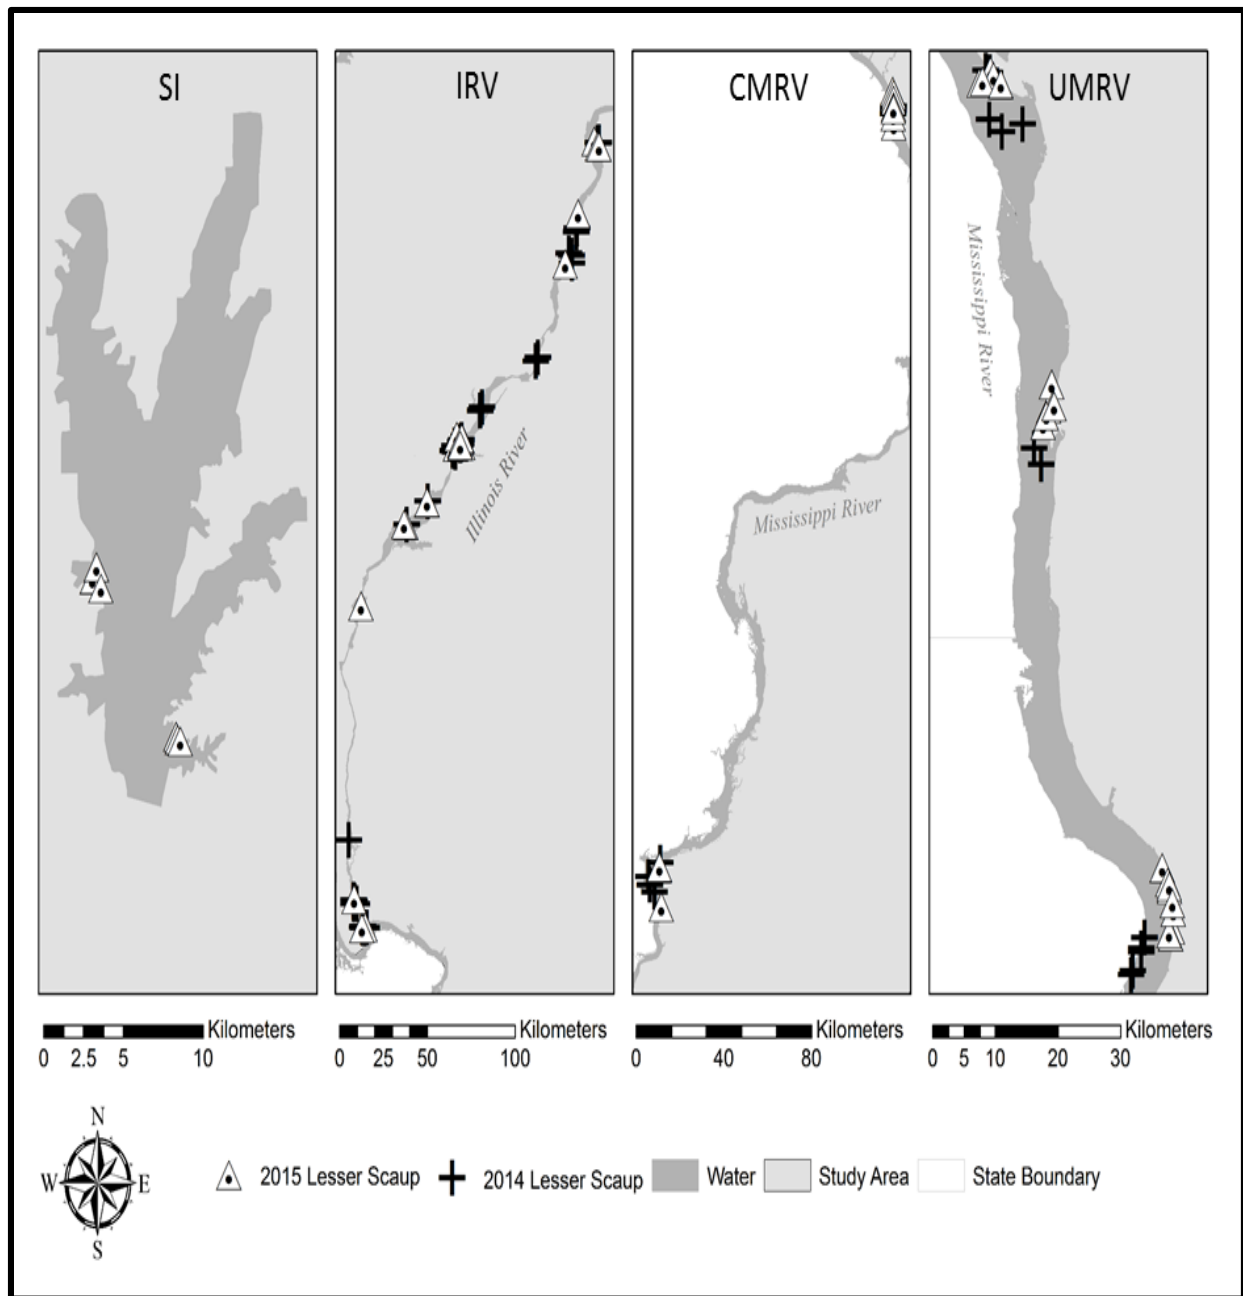 SI
IRV
CMRV
UMRV
Illinois River
Mississippi River
Mississippi River
Kilometers
0 2.5 5 10
Kilometers
0 25 50 100
Kilometers
0 40 80
Kilometers
0 5 10 20 30
N
W E
S
2015 Lesser Scaup
2014 Lesser Scaup
Water
Study Area
State Boundary